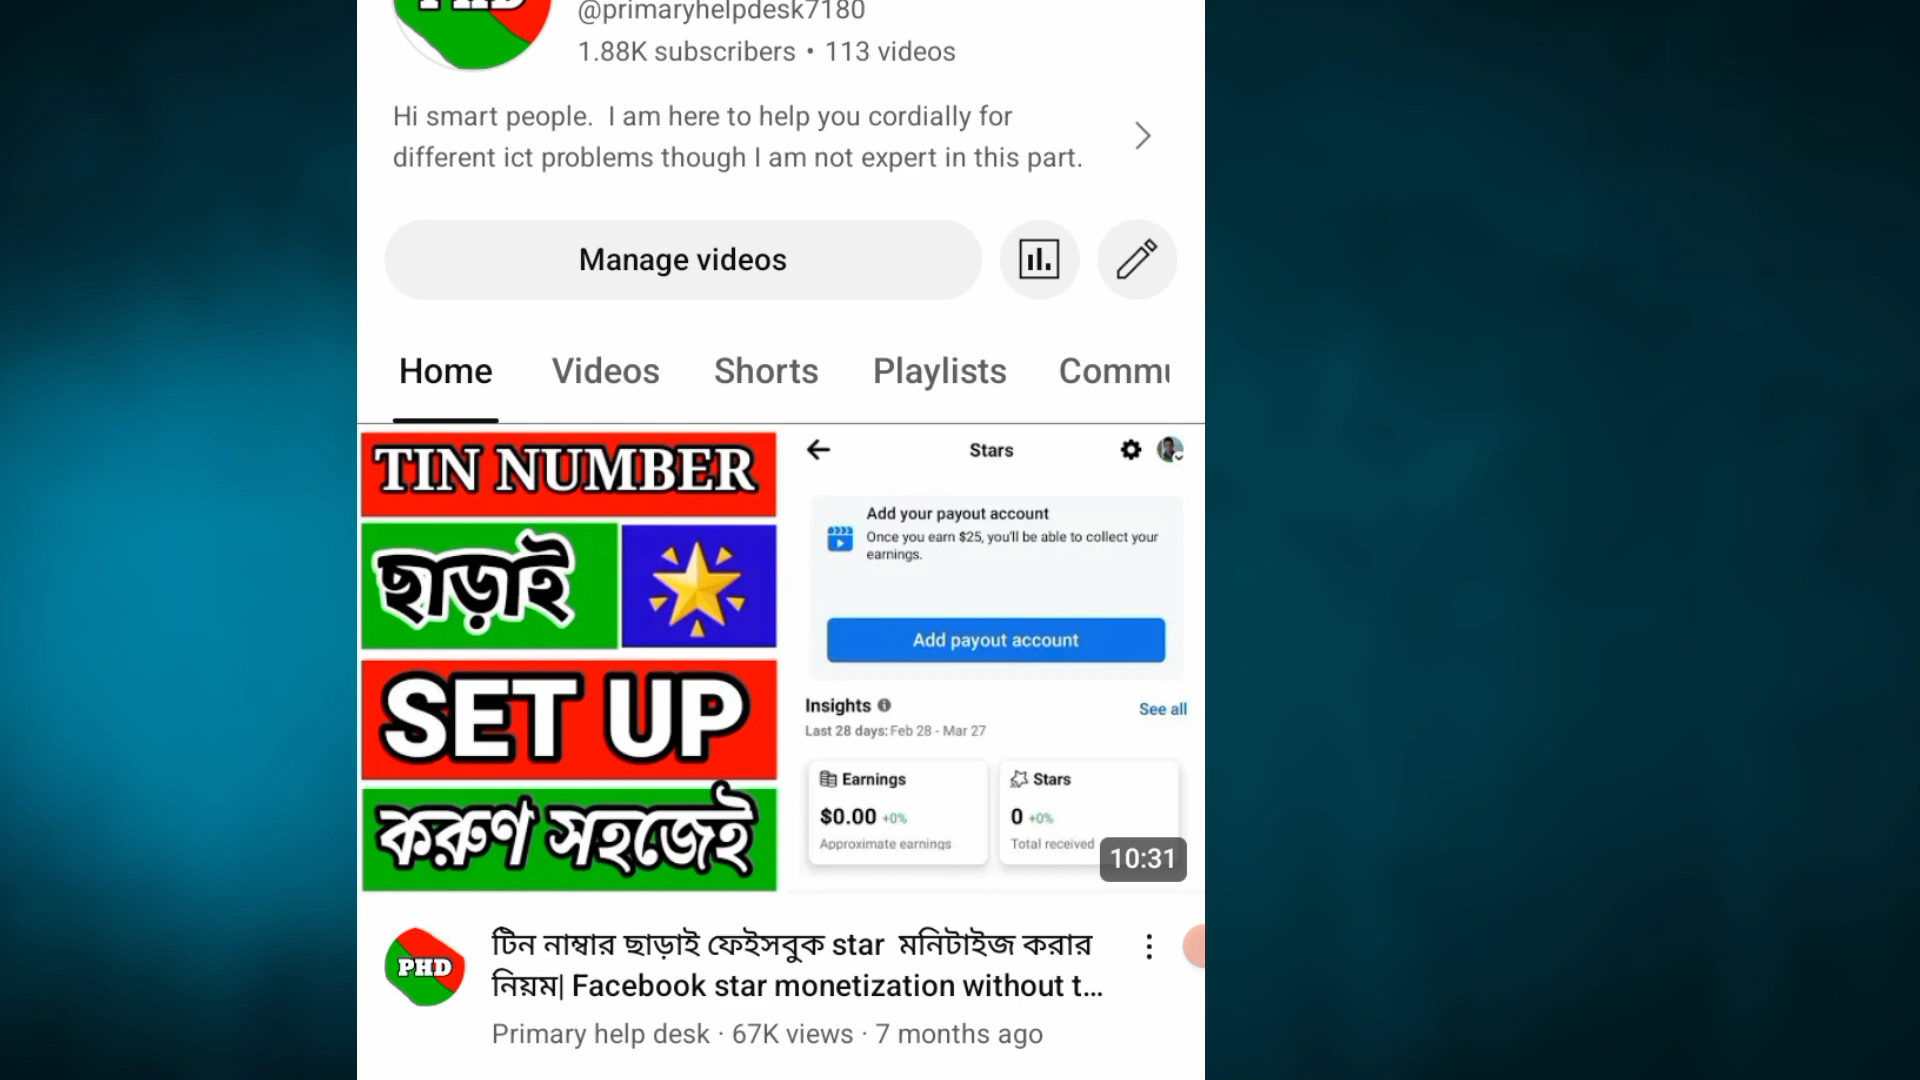 PHD
@primaryhelpdesk7180
1.88K subscribers • 113 videos
Hi smart people.  I am here to help you cordially for
different ict problems though I am not expert in this part.
Manage videos
Home Videos Shorts Playlists Commu
TIN NUMBER
ছাড়াই
SET UP
করুণ সহজেই
Stars
Add your payout account
Once you earn $25, you'll be able to collect your
earnings.
Add payout account
Insights
See all
Last 28 days: Feb 28 - Mar 27
Earnings
$0.00 +0%
Approximate earnings
Stars
0 +0%
Total received
10:31
PHD
টিন নাম্বার ছাড়াই ফেইসবুক star  মনিটাইজ করার
নিয়ম| Facebook star monetization without t...
Primary help desk · 67K views · 7 months ago